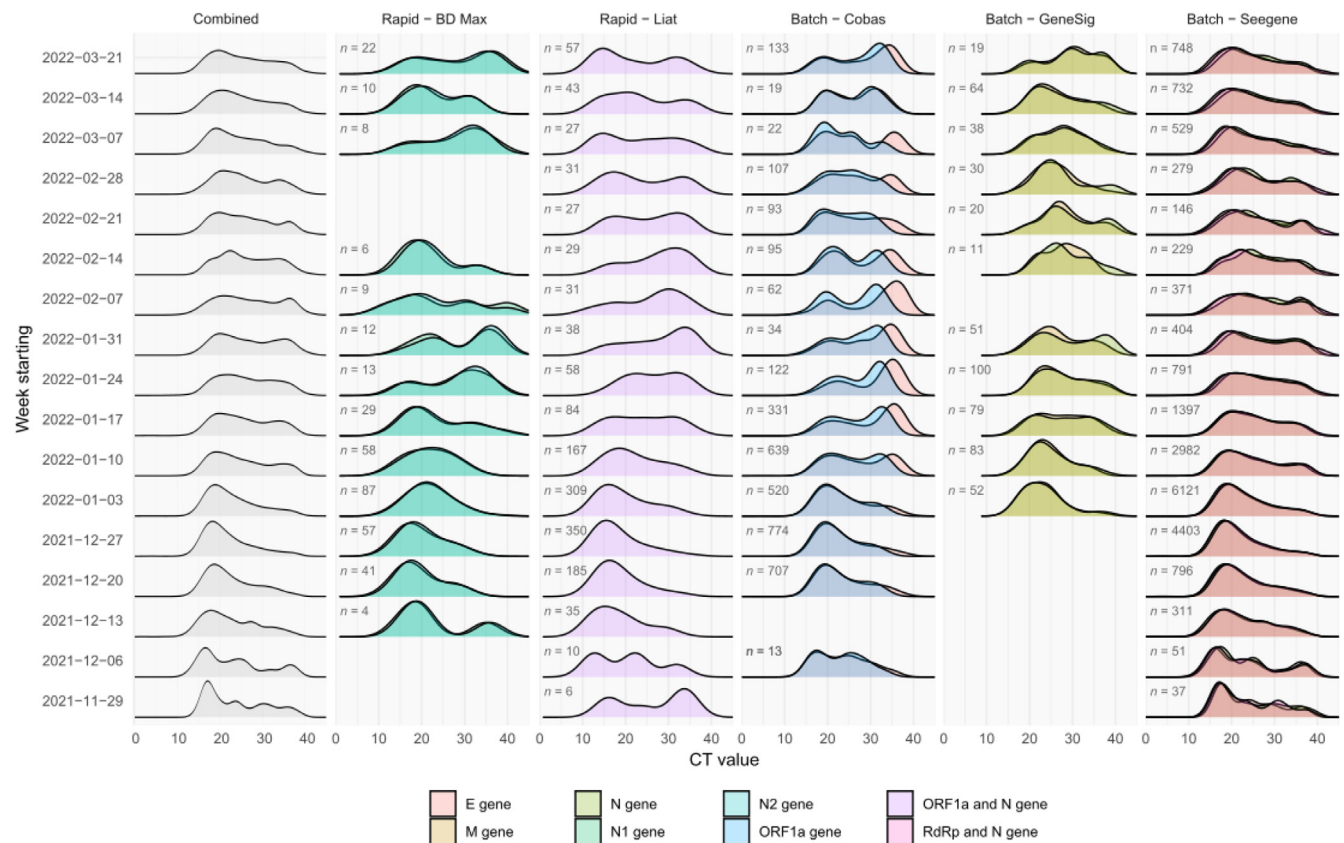 Combined Rapid − BD Max Rapid − Liat Batch − Cobas Batch − GeneSig Batch − Seegene
2022−03−21 n = 22 n = 57 n = 133 n = 19 n = 748
2022−03−14 n = 10 n = 43 n = 19 n = 64 n = 732
2022−03−07 n = 8 n = 27 n = 22 n = 38 n = 529
2022−02−28 n = 31 n = 107 n = 30 n = 279
2022−02−21 n = 27 n = 93 n = 20 n = 146
2022−02−14 n = 6 n = 29 n = 95 n = 11 n = 229
2022−02−07 n = 9 n = 31 n = 62 n = 371
2022−01−31 n = 12 n = 38 n = 34 n = 51 n = 404
2022−01−24 n = 13 n = 58 n = 122 n = 100 n = 791
2022−01−17 n = 29 n = 84 n = 331 n = 79 n = 1397
2022−01−10 n = 58 n = 167 n = 639 n = 83 n = 2982
2022−01−03 n = 87 n = 309 n = 520 n = 52 n = 6121
2021−12−27 n = 57 n = 350 n = 774 n = 4403
2021−12−20 n = 41 n = 185 n = 707 n = 796
2021−12−13 n = 4 n = 35 n = 311
2021−12−06 n = 10 n = 13 n = 51
2021−11−29 n = 6 n = 37
Week starting
0 10 20 30 40 0 10 20 30 40 0 10 20 30 40 0 10 20 30 40 0 10 20 30 40 0 10 20 30 40
CT value
E gene N gene N2 gene ORF1a and N gene
M gene N1 gene ORF1a gene RdRp and N gene